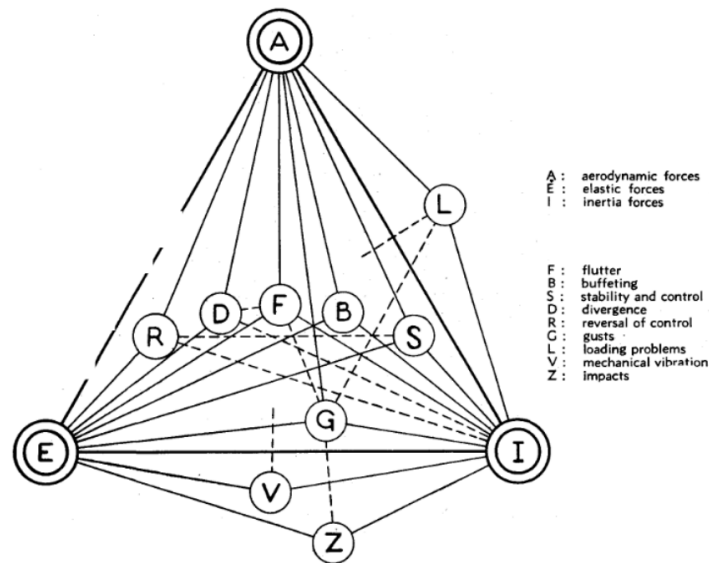 A
L
D
F
B
R
S
G
E
I
V
Z
A : aerodynamic forces
E : elastic forces
I : inertia forces
F : flutter
B : buffeting
S : stability and control
D : divergence
R : reversal of control
G : gusts
L : loading problems
V : mechanical vibration
Z : impacts